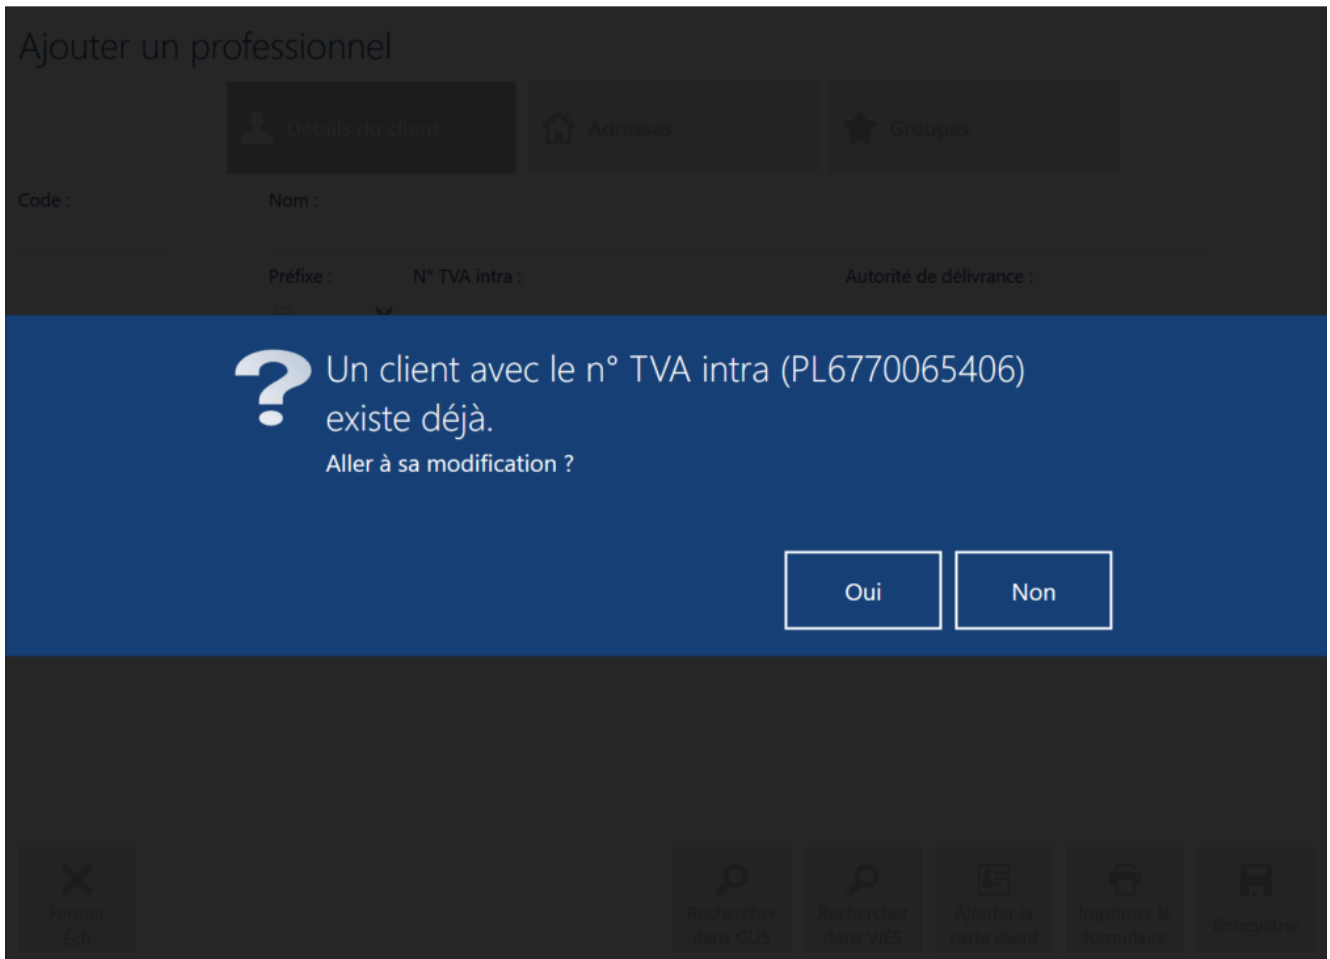 Ajouter un professionnel
Détails du client
Adresses
Groupes
Code :
Nom :
Préfixe :
N° TVA intra :
Autorité de délivrance :
Un client avec le n° TVA intra (PL6770065406)
existe déjà.
Aller à sa modification ?
Oui
Non
Fermer
Éch
Rechercher
dans GUS
Rechercher
dans VIES
Ajouter la
carte client
Imprimer le
formulaire
Enregistrer